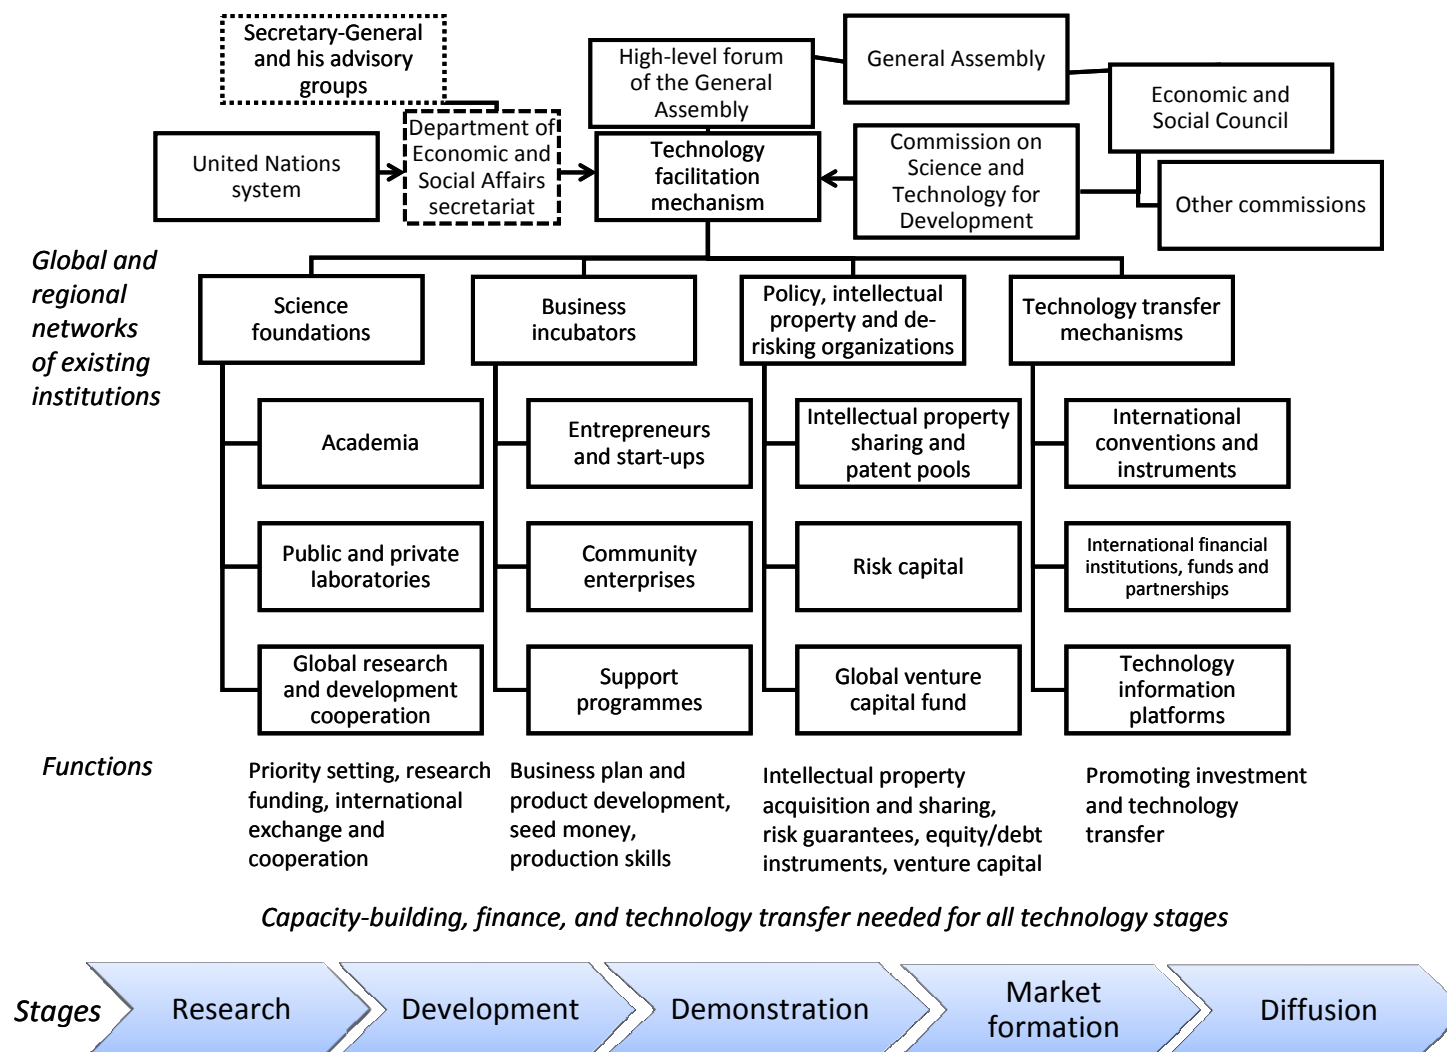 Secretary-General
and his advisory
groups
High-level forum
of the General
Assembly
General Assembly
Economic and
Social Council
United Nations
system
Department of
Economic and
Social Affairs
secretariat
Technology
facilitation
mechanism
Commission on
Science and
Technology for
Development
Other commissions
Global and
regional
networks
of existing
institutions
Science
foundations
Business
incubators
Policy, intellectual
property and de-
risking organizations
Technology transfer
mechanisms
Academia
Entrepreneurs
and start-ups
Intellectual property
sharing and
patent pools
International
conventions and
instruments
Public and private
laboratories
Community
enterprises
Risk capital
International financial
institutions, funds and
partnerships
Global research
and development
cooperation
Support
programmes
Global venture
capital fund
Technology
information
platforms
Functions
Priority setting, research
funding, international
exchange and
cooperation
Business plan and
product development,
seed money,
production skills
Intellectual property
acquisition and sharing,
risk guarantees, equity/debt
instruments, venture capital
Promoting investment
and technology
transfer
Capacity-building, finance, and technology transfer needed for all technology stages
Stages
Research
Development
Demonstration
Market
formation
Diffusion